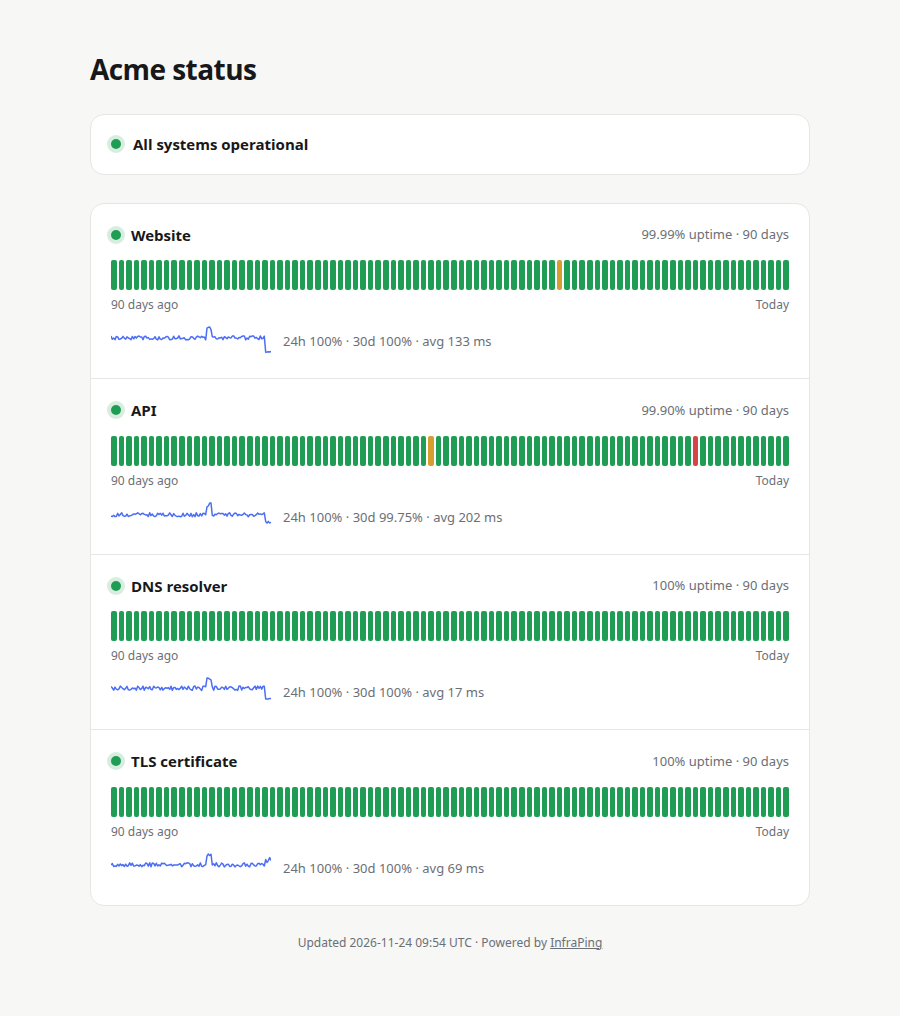 Acme status
All systems operational
Website
99.99% uptime · 90 days
90 days ago
Today
24h 100% · 30d 100% · avg 133 ms
API
99.90% uptime · 90 days
90 days ago
Today
24h 100% · 30d 99.75% · avg 202 ms
DNS resolver
100% uptime · 90 days
90 days ago
Today
24h 100% · 30d 100% · avg 17 ms
TLS certificate
100% uptime · 90 days
90 days ago
Today
24h 100% · 30d 100% · avg 69 ms
Updated 2026-11-24 09:54 UTC · Powered by InfraPing